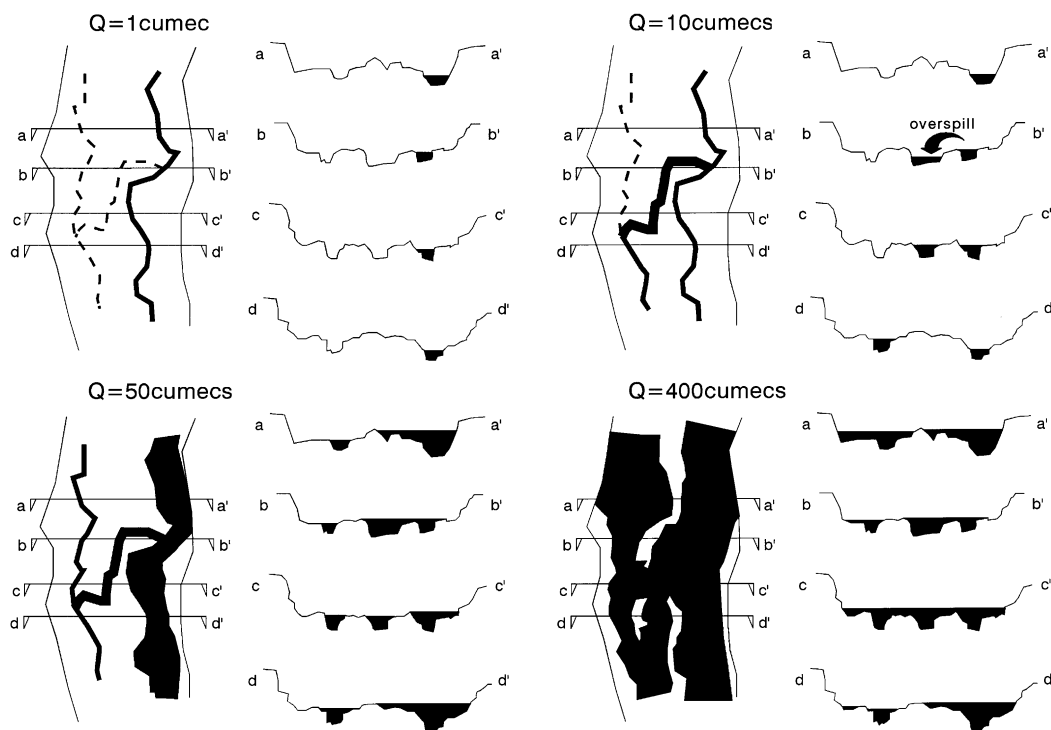 Q=1cumec
a a'
b b'
c c'
d d'
a a'
b b'
c c'
d d'
Q=10cumecs
a a'
b b'
c c'
d d'
a a'
b b'
overspill
c c'
d d'
Q=50cumecs
a a'
b b'
c c'
d d'
a a'
b b'
c c'
d d'
Q=400cumecs
a a'
b b'
c c'
d d'
a a'
b b'
c c'
d d'